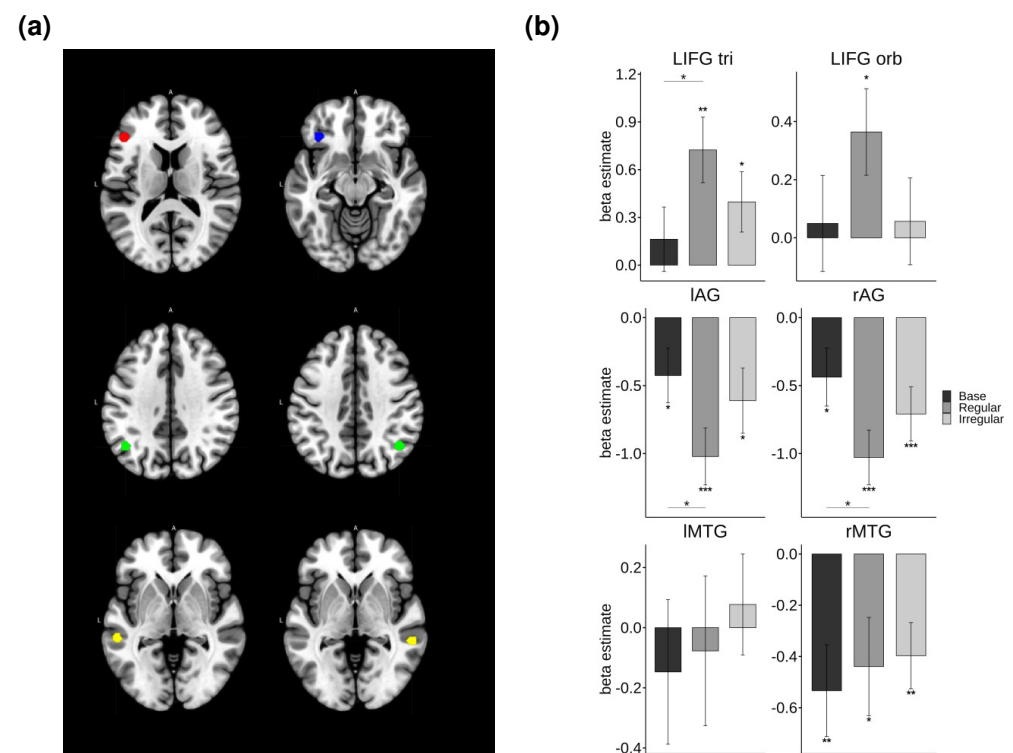 (a)
A
A
L
L
A
A
L
L
A
A
L
L
(b)
LIFG tri
LIFG orb
beta estimate
1.2
0.9
0.6
0.3
0.0
*
**
*
0.4
0.2
0.0
*
lAG
rAG
beta estimate
0.0
-0.5
-1.0
*
***
*
*
0.0
-0.5
-1.0
*
***
***
*
Base
Regular
Irregular
lMTG
rMTG
beta estimate
0.2
0.0
-0.2
-0.4
0.0
-0.2
-0.4
-0.6
**
*
**